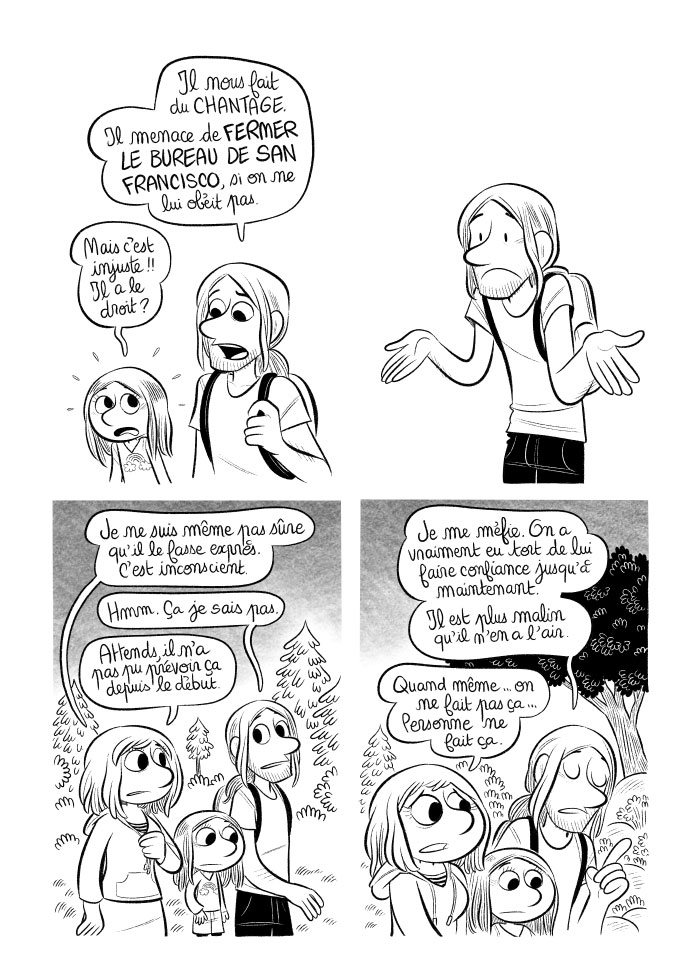 Il nous fait
du CHANTAGE.
Il menace de FERMER
LE BUREAU DE SAN
FRANCISCO, si on ne
lui obéit pas.
Mais c'est
injuste !!
Il a le
droit ?
Je ne suis même pas sûre
qu'il le fasse exprès.
C'est inconscient.
Hmm. Ça je sais pas.
Attends, il n'a
pas pu prévoir ça
depuis le début.
Je me méfie. On a
vraiment eu tort de lui
faire confiance jusqu'à
maintenant.
Il est plus malin
qu'il n'en a l'air.
Quand même... on
ne fait pas ça...
Personne ne
fait ça.